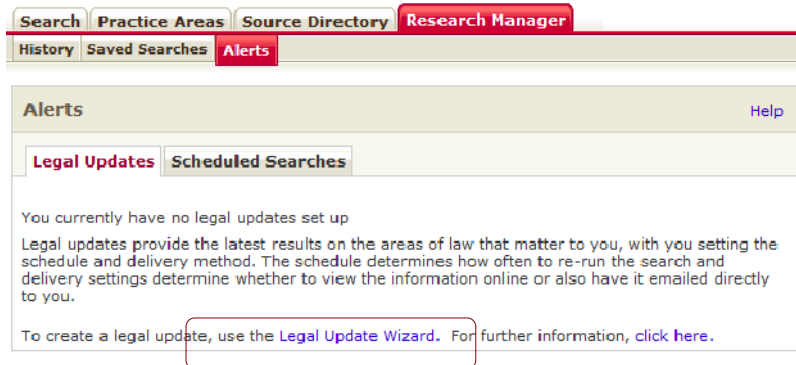 Search Practice Areas Source Directory Research Manager
History Saved Searches Alerts
Alerts Help
Legal Updates Scheduled Searches
You currently have no legal updates set up
Legal updates provide the latest results on the areas of law that matter to you, with you setting the
schedule and delivery method. The schedule determines how often to re-run the search and
delivery settings determine whether to view the information online or also have it emailed directly
to you.
To create a legal update, use the Legal Update Wizard. For further information, click here.